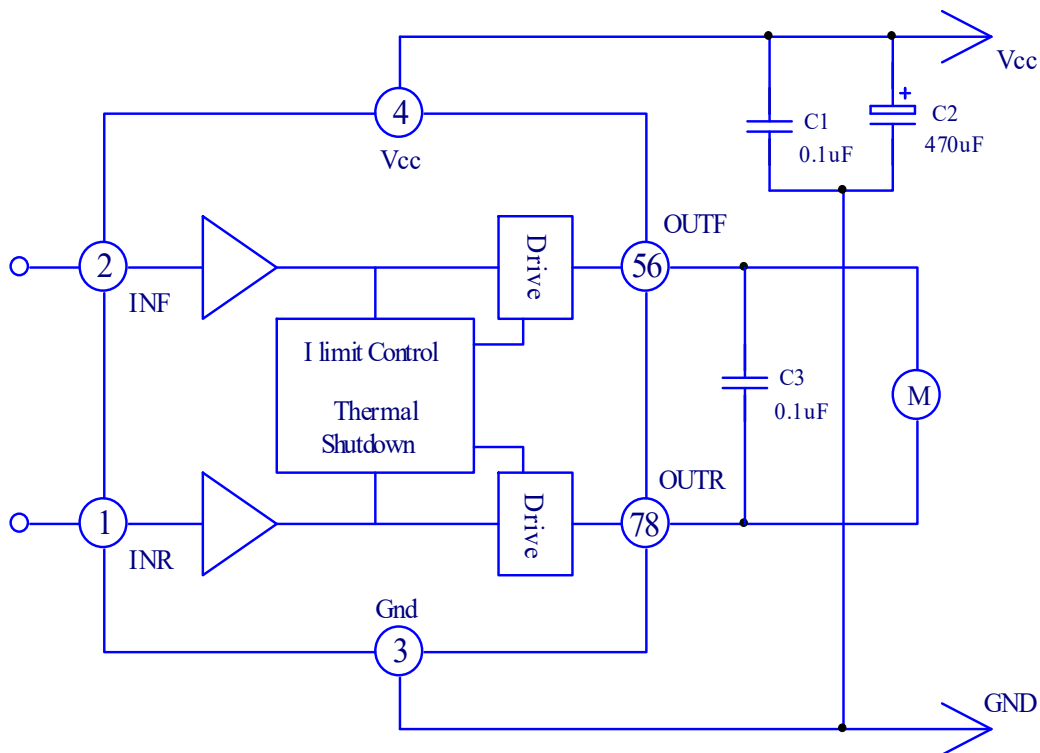 Vcc
4
Vcc
+
C1
0.1uF
C2
470uF
OUTF
2
INF
Drive
56
I limit Control
Thermal
Shutdown
C3
0.1uF
M
OUTR
1
INR
Drive
78
Gnd
3
GND